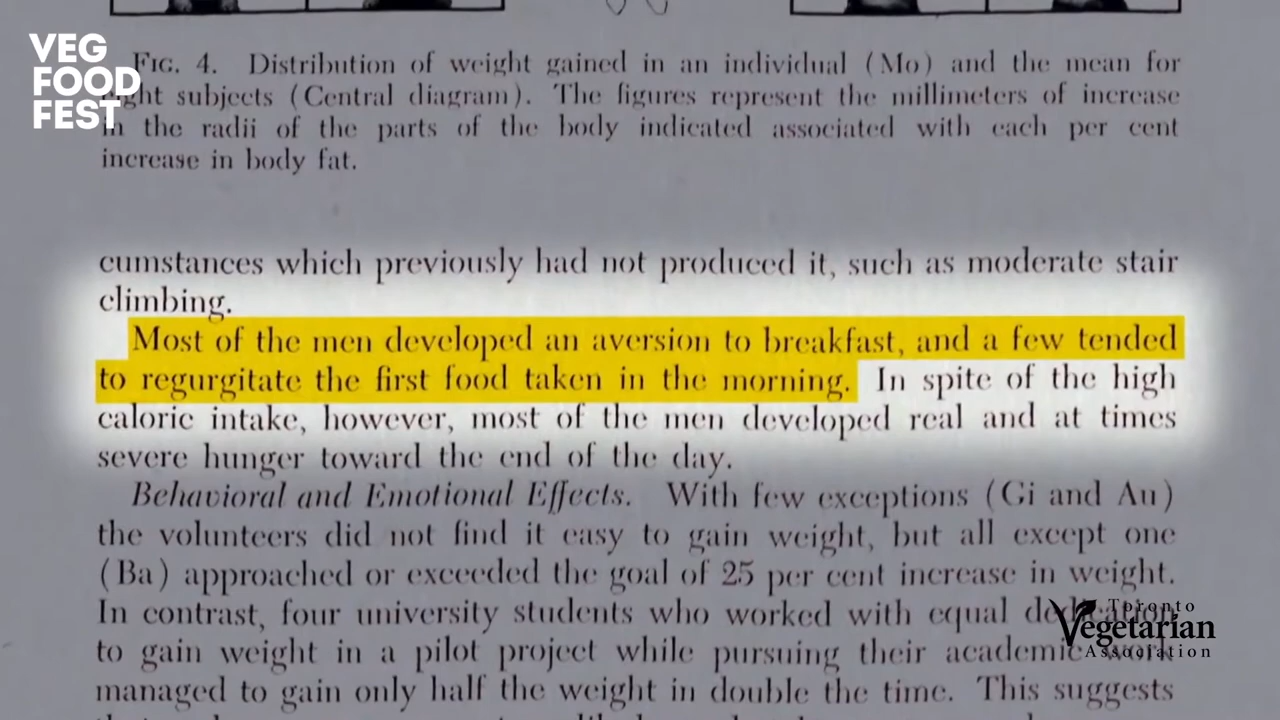 VEG
FOOD
FEST
FIG. 4. Distribution of weight gained in an individual (Mo) and the mean for
subjects (Central diagram). The figures represent the millimeters of increase
in the radii of the parts of the body indicated associated with each per cent
increase in body fat.
cumstances which previously had not produced it, such as moderate stair
climbing.
Most of the men developed an aversion to breakfast, and a few tended
to regurgitate the first food taken in the morning. In spite of the high
caloric intake, however, most of the men developed real and at times
severe hunger toward the end of the day.
Behavioral and Emotional Effects. With few exceptions (Gi and Au)
the volunteers did not find it easy to gain weight, but all except one
(Ba) approached or exceeded the goal of 25 per cent increase in weight.
In contrast, four university students who worked with equal
to gain weight in a pilot project while pursuing their academic work
managed to gain only half the weight in double the time. This suggests
Toronto
Vegetarian
Association